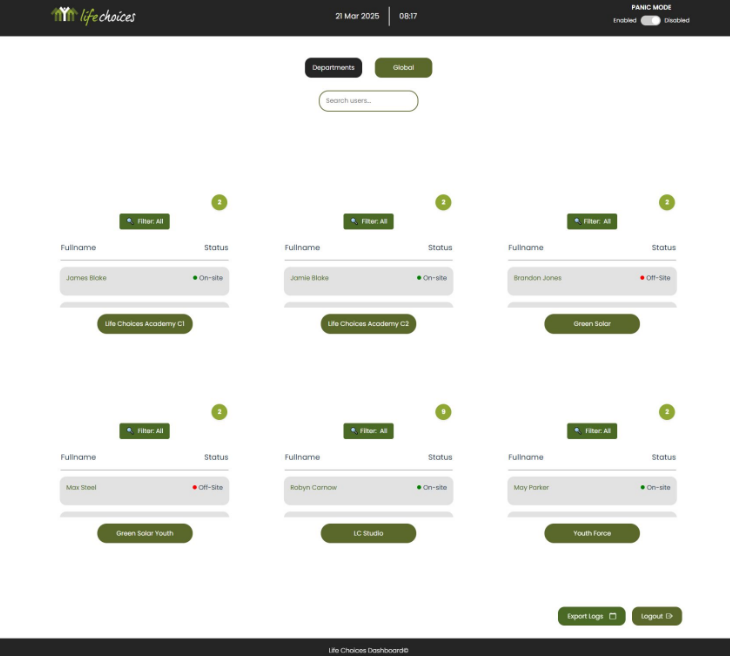 life choices
21 Mar 2025 08:17
PANIC MODE
Enabled Disabled
Departments Global
Search users...
2 2 2
Filter: All Filter: All Filter: All
Fullname Status Fullname Status Fullname Status
James Blake On-site Jamie Blake On-site Brandon Jones Off-Site
Life Choices Academy C1 Life Choices Academy C2 Green Solar
2 9 2
Filter: All Filter: All Filter: All
Fullname Status Fullname Status Fullname Status
Max Steel Off-Site Robyn Carnow On-site May Parker On-site
Green Solar Youth LC Studio Youth Force
Export Logs Logout
Life Choices Dashboard©